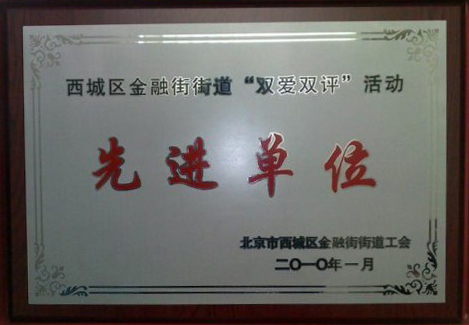 西城区金融街街道“双爱双评”活动
先进单位
北京市西城区金融街街道工会
二〇一〇年一月